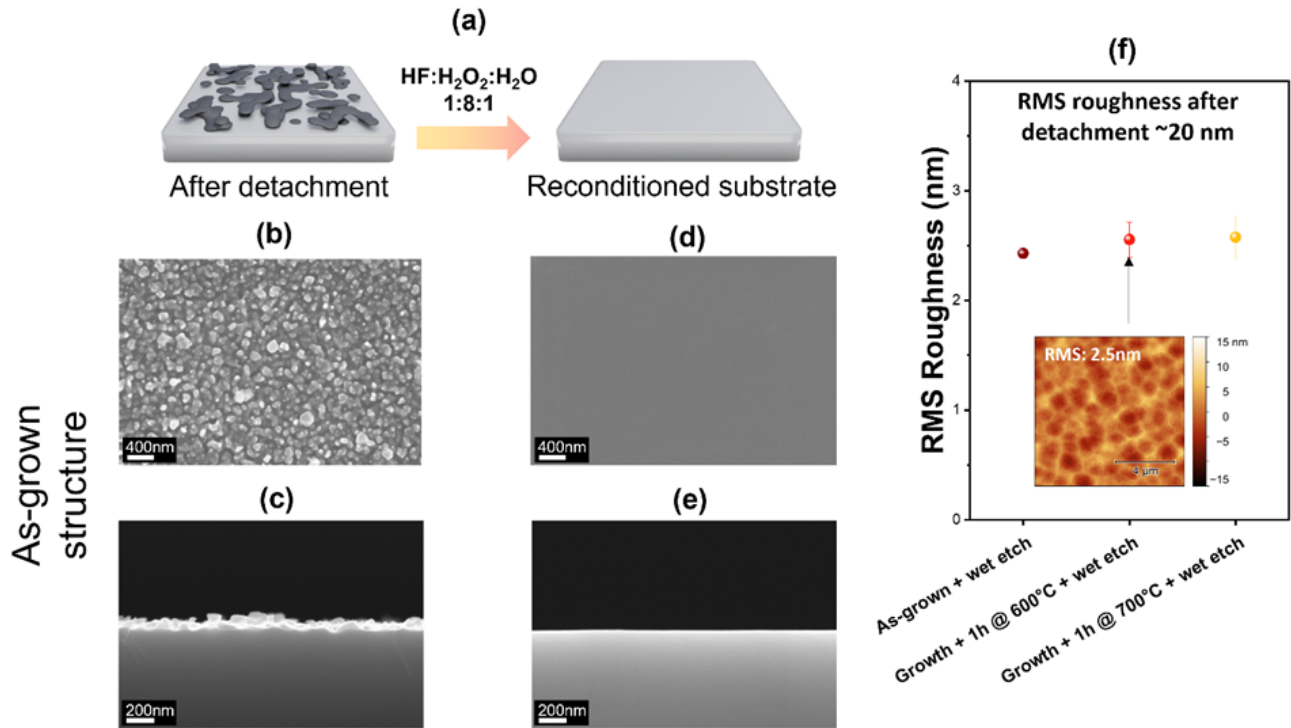 (a)
HF:H₂O₂:H₂O
1:8:1
After detachment
Reconditioned substrate
As-grown
structure
(b)
400nm
(d)
400nm
(c)
200nm
(e)
200nm
(f)
RMS roughness after
detachment ~20 nm
RMS Roughness (nm)
4
3
2
1
0
RMS: 2.5nm
4 µm
15 nm
10
5
0
−5
−15
As-grown + wet etch
Growth + 1h @ 600°C + wet etch
Growth + 1h @ 700°C + wet etch